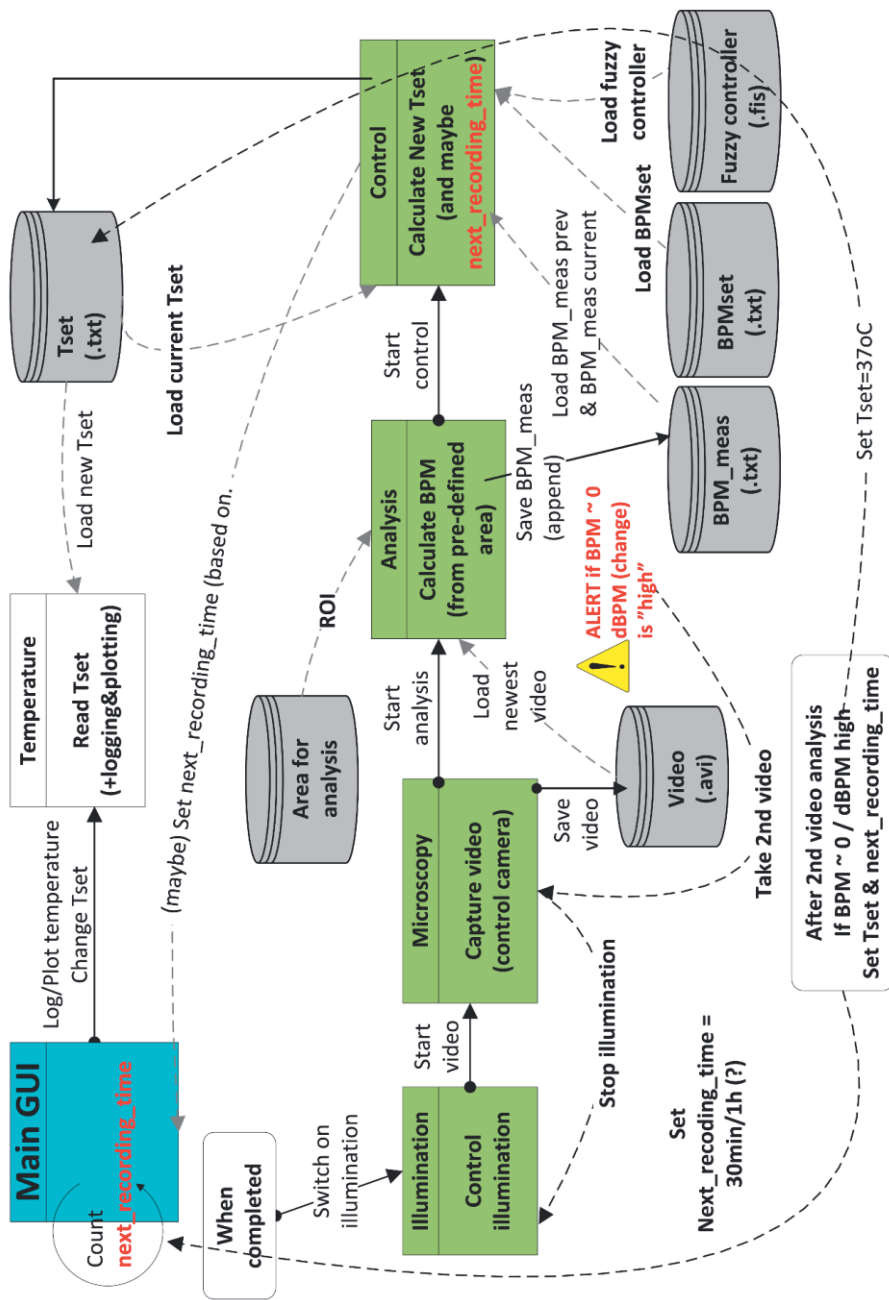 Main GUI
Count
next_recording_time
Log/Plot temperature
Change Tset
Temperature
Read Tset
(+logging&plotting)
Load new Tset
Tset
(.txt)
Load current Tset
(maybe) Set next_recording_time (based on.
When
completed
Switch on
illumination
Illumination
Control
illumination
Start
video
Microscopy
Capture video
(control camera)
Start
analysis
Area for
analysis
ROI
Analysis
Calculate BPM
(from pre-defined
area)
Start
control
Control
Calculate New Tset
(and maybe
next_recording_time)
Stop illumination
Save
video
Video
(.avi)
Load
newest
video
ALERT if BPM ~ 0
dBPM (change)
is ”high”
Save BPM_meas
(append)
BPM_meas
(.txt)
Load BPM_meas prev
& BPM_meas current
Load BPMset
BPMset
(.txt)
Load fuzzy
controller
Fuzzy controller
(.fis)
Take 2nd video
Set
Next_recoding_time =
30min/1h (?)
After 2nd video analysis
If BPM ~ 0 / dBPM high
Set Tset & next_recording_time
Set Tset=37oC